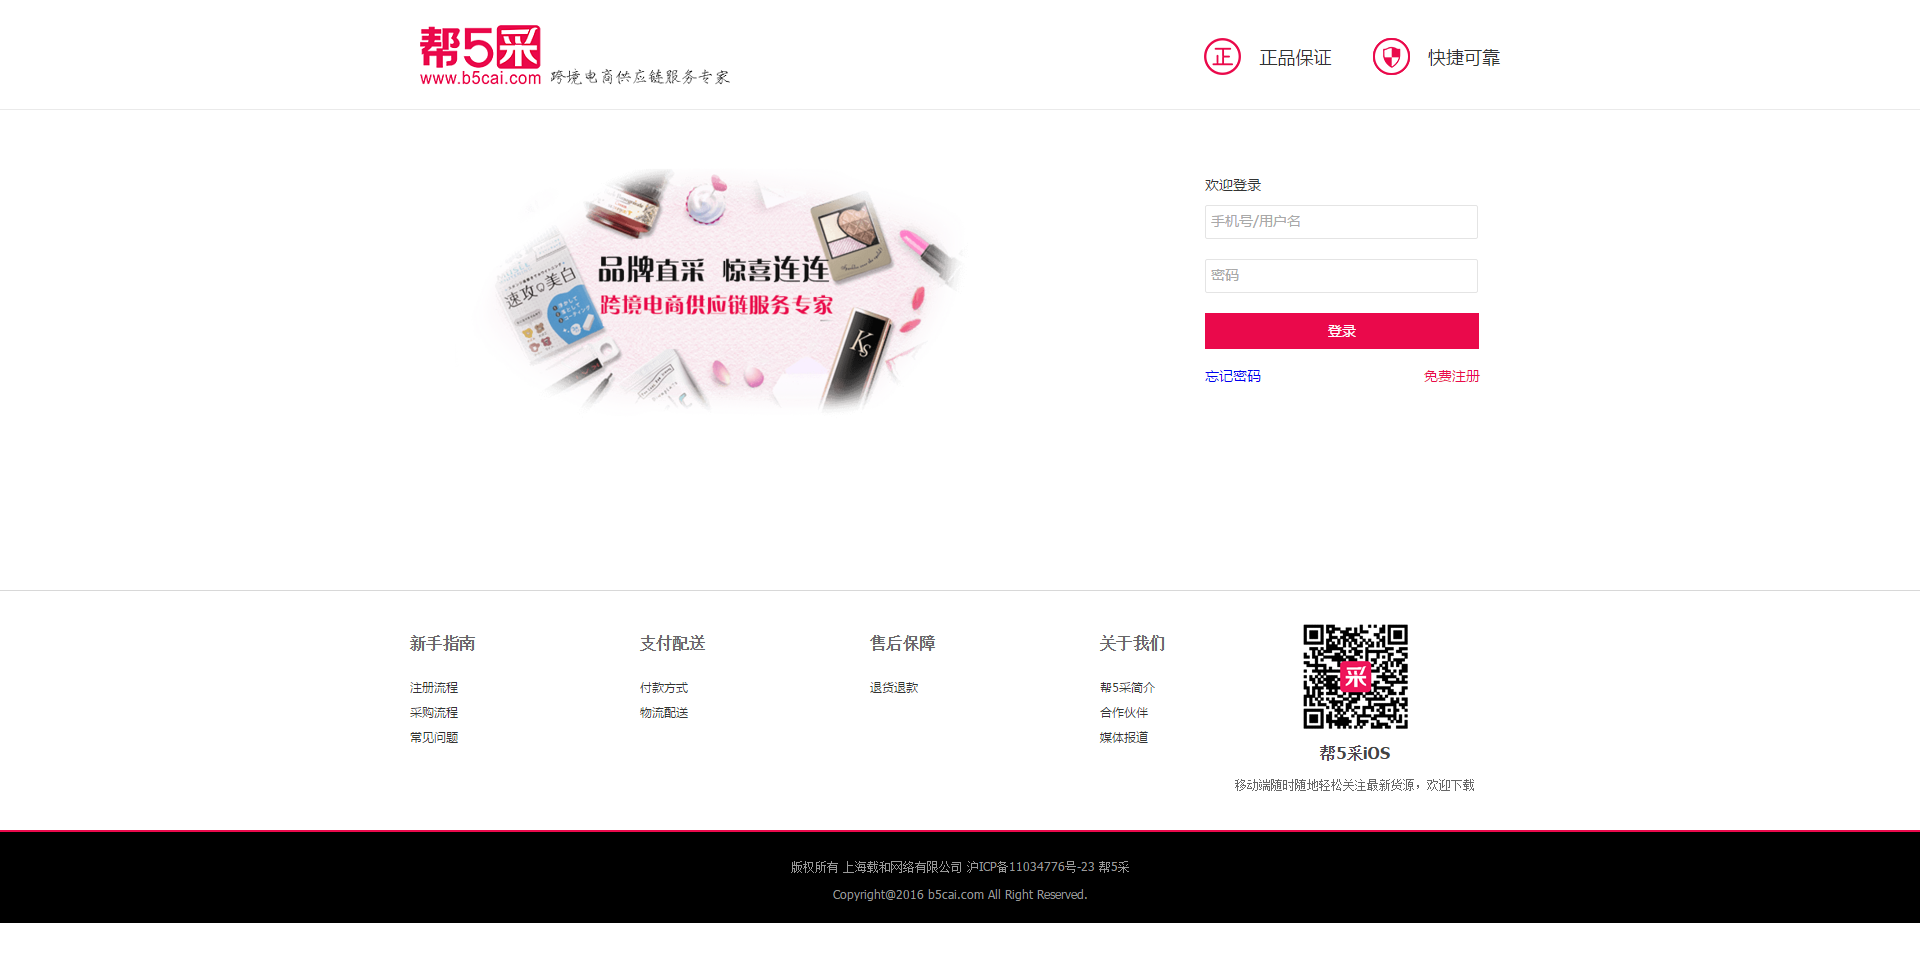 帮5采
www.b5cai.com 跨境电商供应链服务专家
正 正品保证 快捷可靠
欢迎登录
手机号/用户名
密码
登录
忘记密码 免费注册
品牌直采 惊喜连连
跨境电商供应链服务专家
速攻Q美白
KS
新手指南
注册流程
采购流程
常见问题
支付配送
付款方式
物流配送
售后保障
退货退款
关于我们
帮5采简介
合作伙伴
媒体报道
采
帮5采iOS
移动端随时随地轻松关注最新货源，欢迎下载
版权所有 上海载和网络有限公司 沪ICP备11034776号-23 帮5采
Copyright@2016 b5cai.com All Right Reserved.